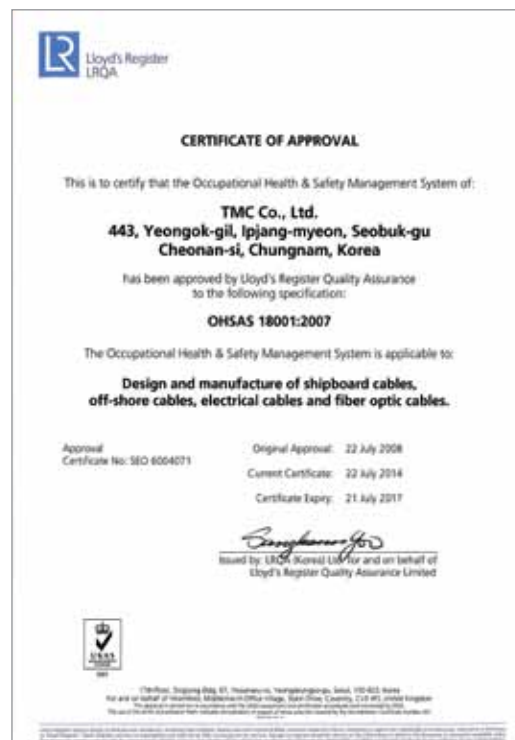 LR
Lloyd's Register
LRQA
CERTIFICATE OF APPROVAL
This is to certify that the Occupational Health & Safety Management System of:
TMC Co., Ltd.
443, Yeongok-gil, Ipjang-myeon, Seobuk-gu
Cheonan-si, Chungnam, Korea
has been approved by Lloyd's Register Quality Assurance
to the following specification:
OHSAS 18001:2007
The Occupational Health & Safety Management System is applicable to:
Design and manufacture of shipboard cables,
off-shore cables, electrical cables and fiber optic cables.
Approval
Certificate No: SEO 6004071
Original Approval: 22 July 2008
Current Certificate: 22 July 2014
Certificate Expiry: 21 July 2017
Issued by: LRQA (Korea) Ltd for and on behalf of
Lloyd's Register Quality Assurance Limited
UKAS